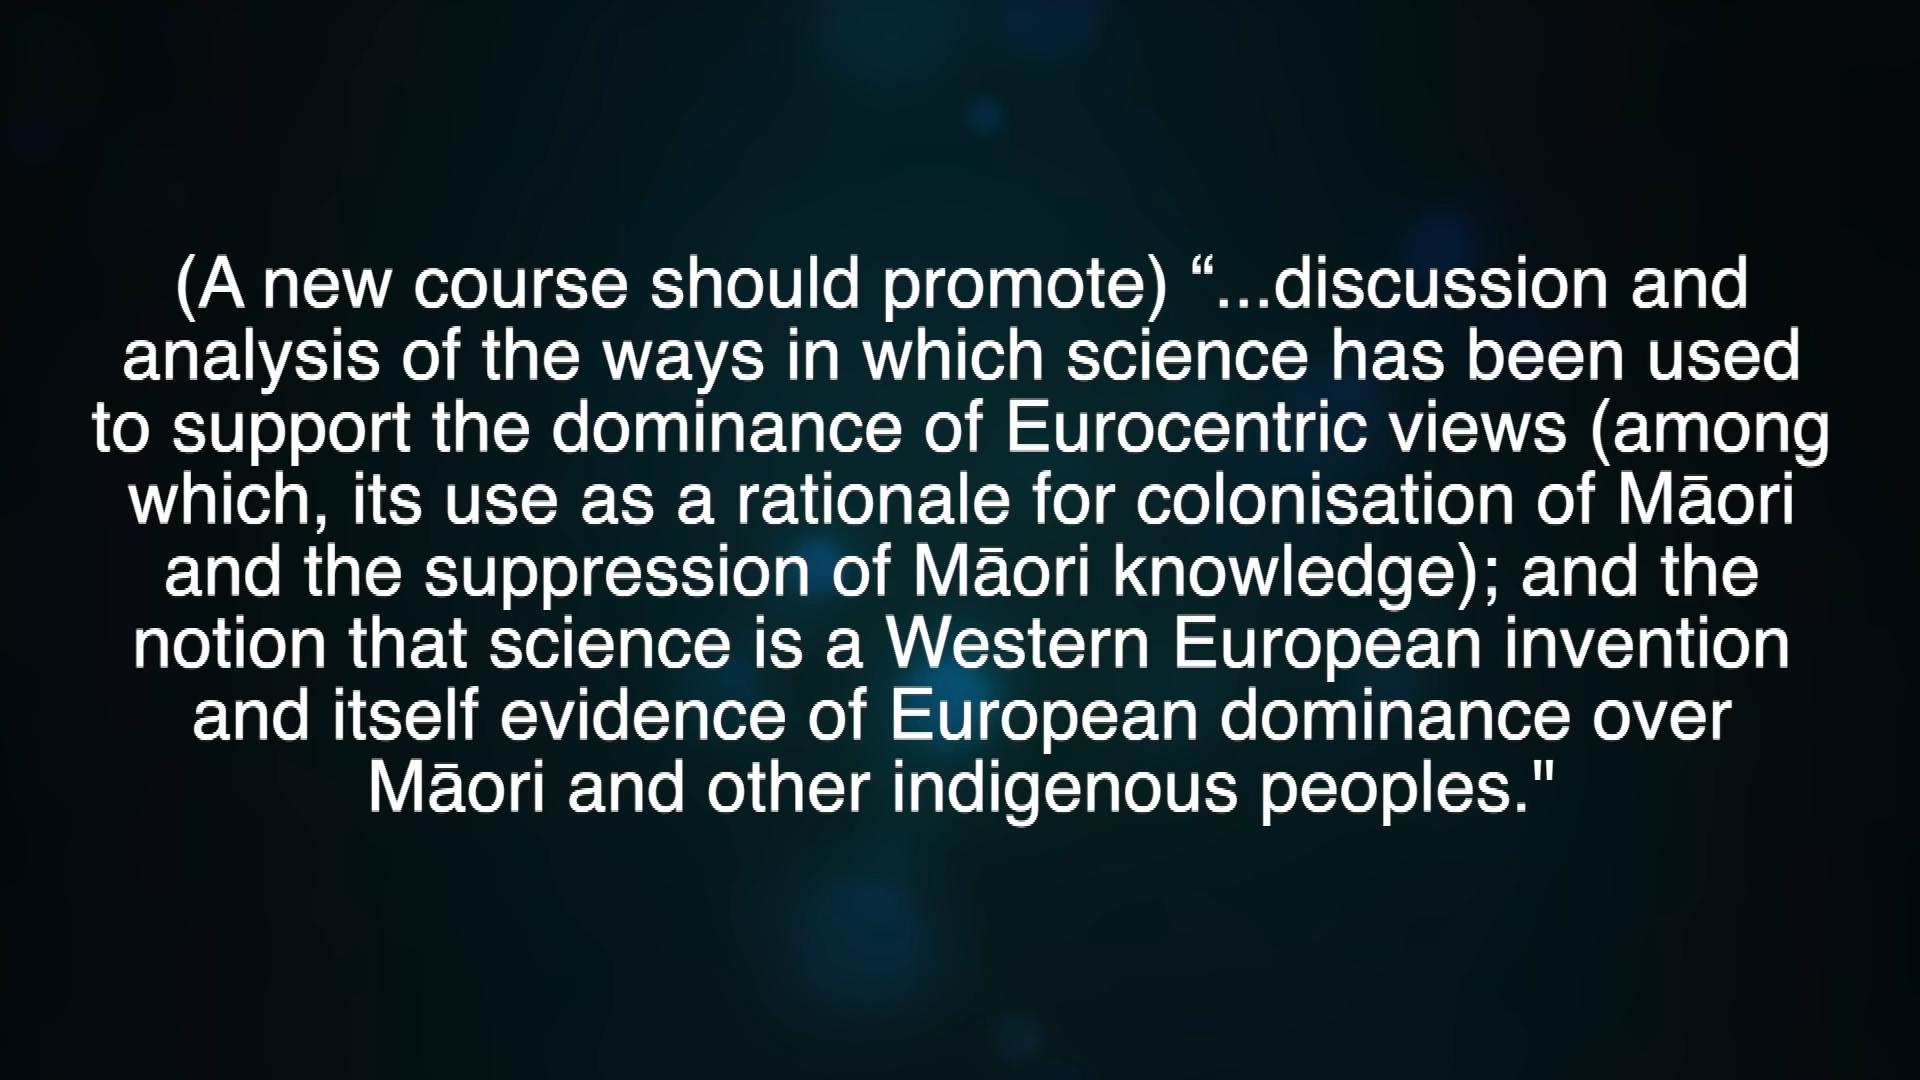 (A new course should promote) “...discussion and
analysis of the ways in which science has been used
to support the dominance of Eurocentric views (among
which, its use as a rationale for colonisation of Māori
and the suppression of Māori knowledge); and the
notion that science is a Western European invention
and itself evidence of European dominance over
Māori and other indigenous peoples."